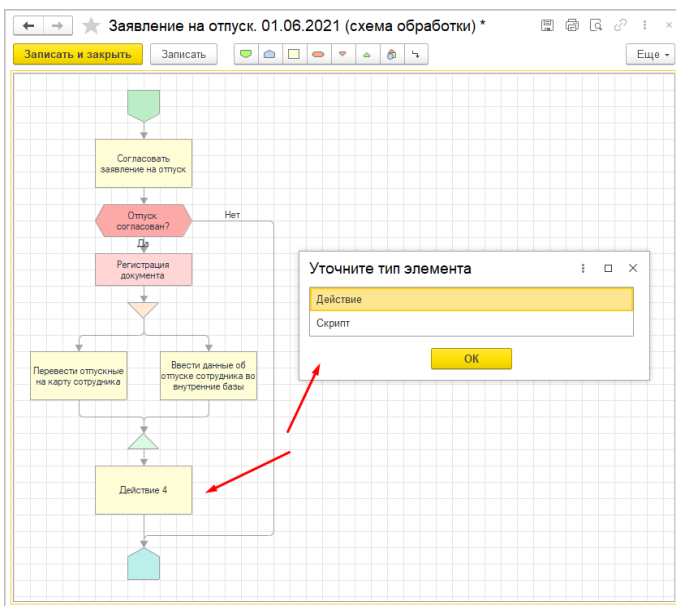 Заявление на отпуск. 01.06.2021 (схема обработки) *
Записать и закрыть
Записать
Еще
Согласовать
заявление на отпуск
Отпуск
согласован?
Нет
Да
Регистрация
документа
Уточните тип элемента
Действие
Скрипт
ОК
Перевести отпускные
на карту сотрудника
Ввести данные об
отпуске сотрудника во
внутренние базы
Действие 4